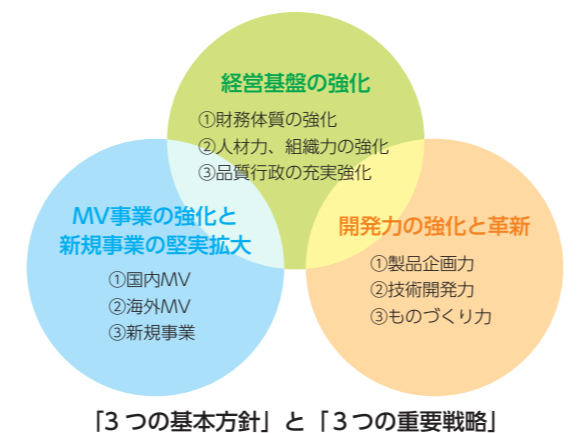 経営基盤の強化
①財務体質の強化
②人材力、組織力の強化
③品質行政の充実強化
MV事業の強化と
新規事業の堅実拡大
①国内MV
②海外MV
③新規事業
開発力の強化と革新
①製品企画力
②技術開発力
③ものづくり力
「3つの基本方針」と「3つの重要戦略」